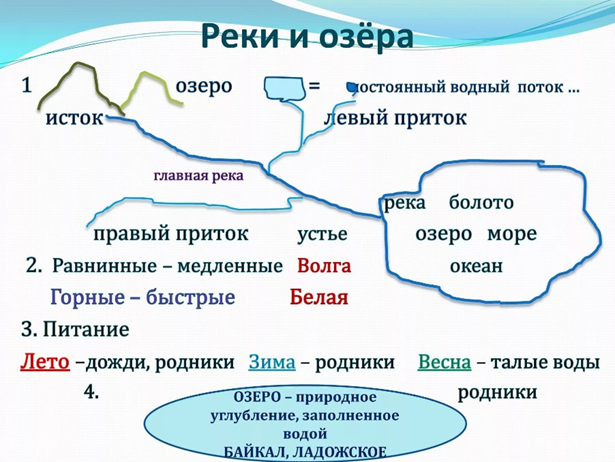 Реки и озёра
1 озеро = постоянный водный поток ...
исток левый приток
главная река
река болото
правый приток устье озеро море
2. Равнинные – медленные Волга океан
Горные – быстрые Белая
3. Питание
Лето –дожди, родники Зима – родники Весна – талые воды
4. родники
ОЗЕРО – природное
углубление, заполненное
водой
БАЙКАЛ, ЛАДОЖСКОЕ